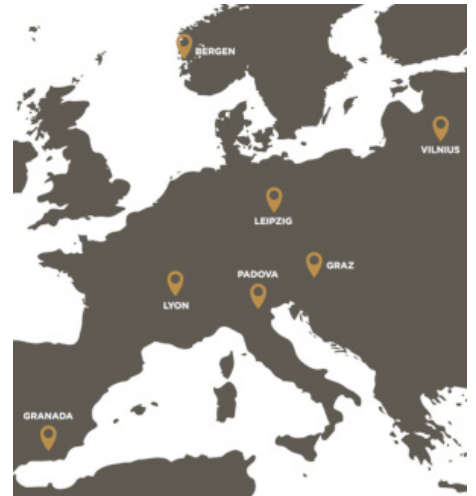 BERGEN
VILNIUS
LEIPZIG
GRAZ
PADOVA
LYON
GRANADA